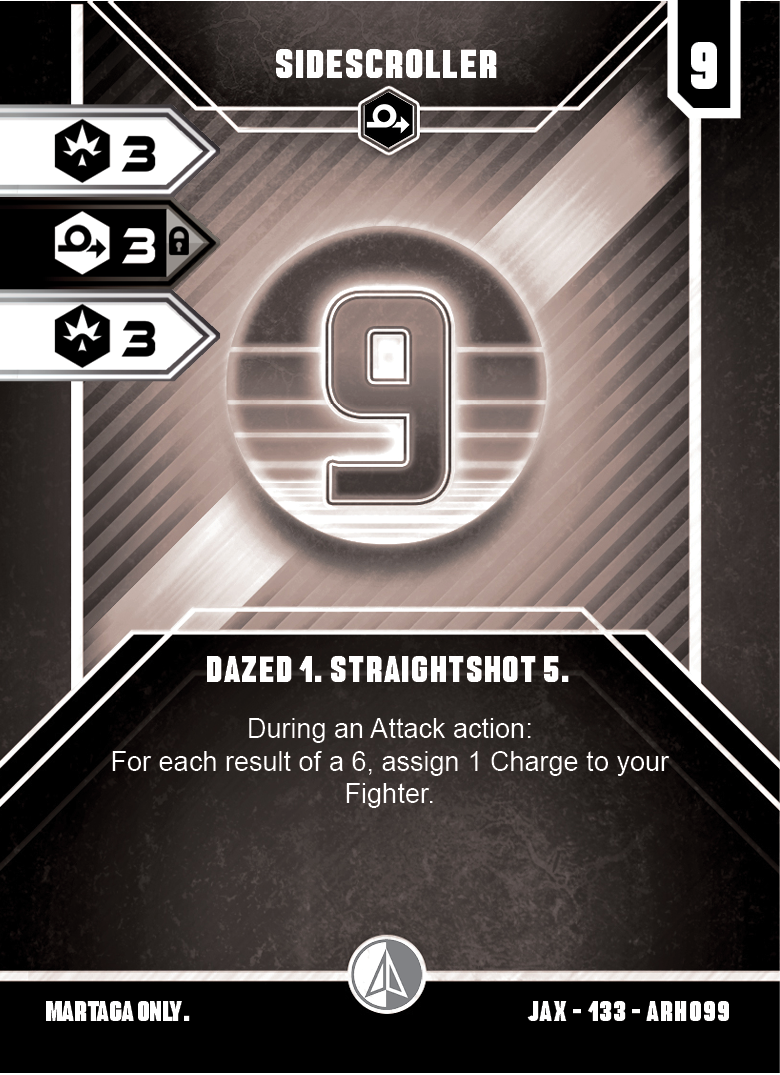 SIDESCROLLER
9
3
3
3
9
DAZED 1. STRAIGHTSHOT 5.
During an Attack action:
For each result of a 6, assign 1 Charge to your
Fighter.
MARTAGA ONLY.
JAX - 133 - ARH099